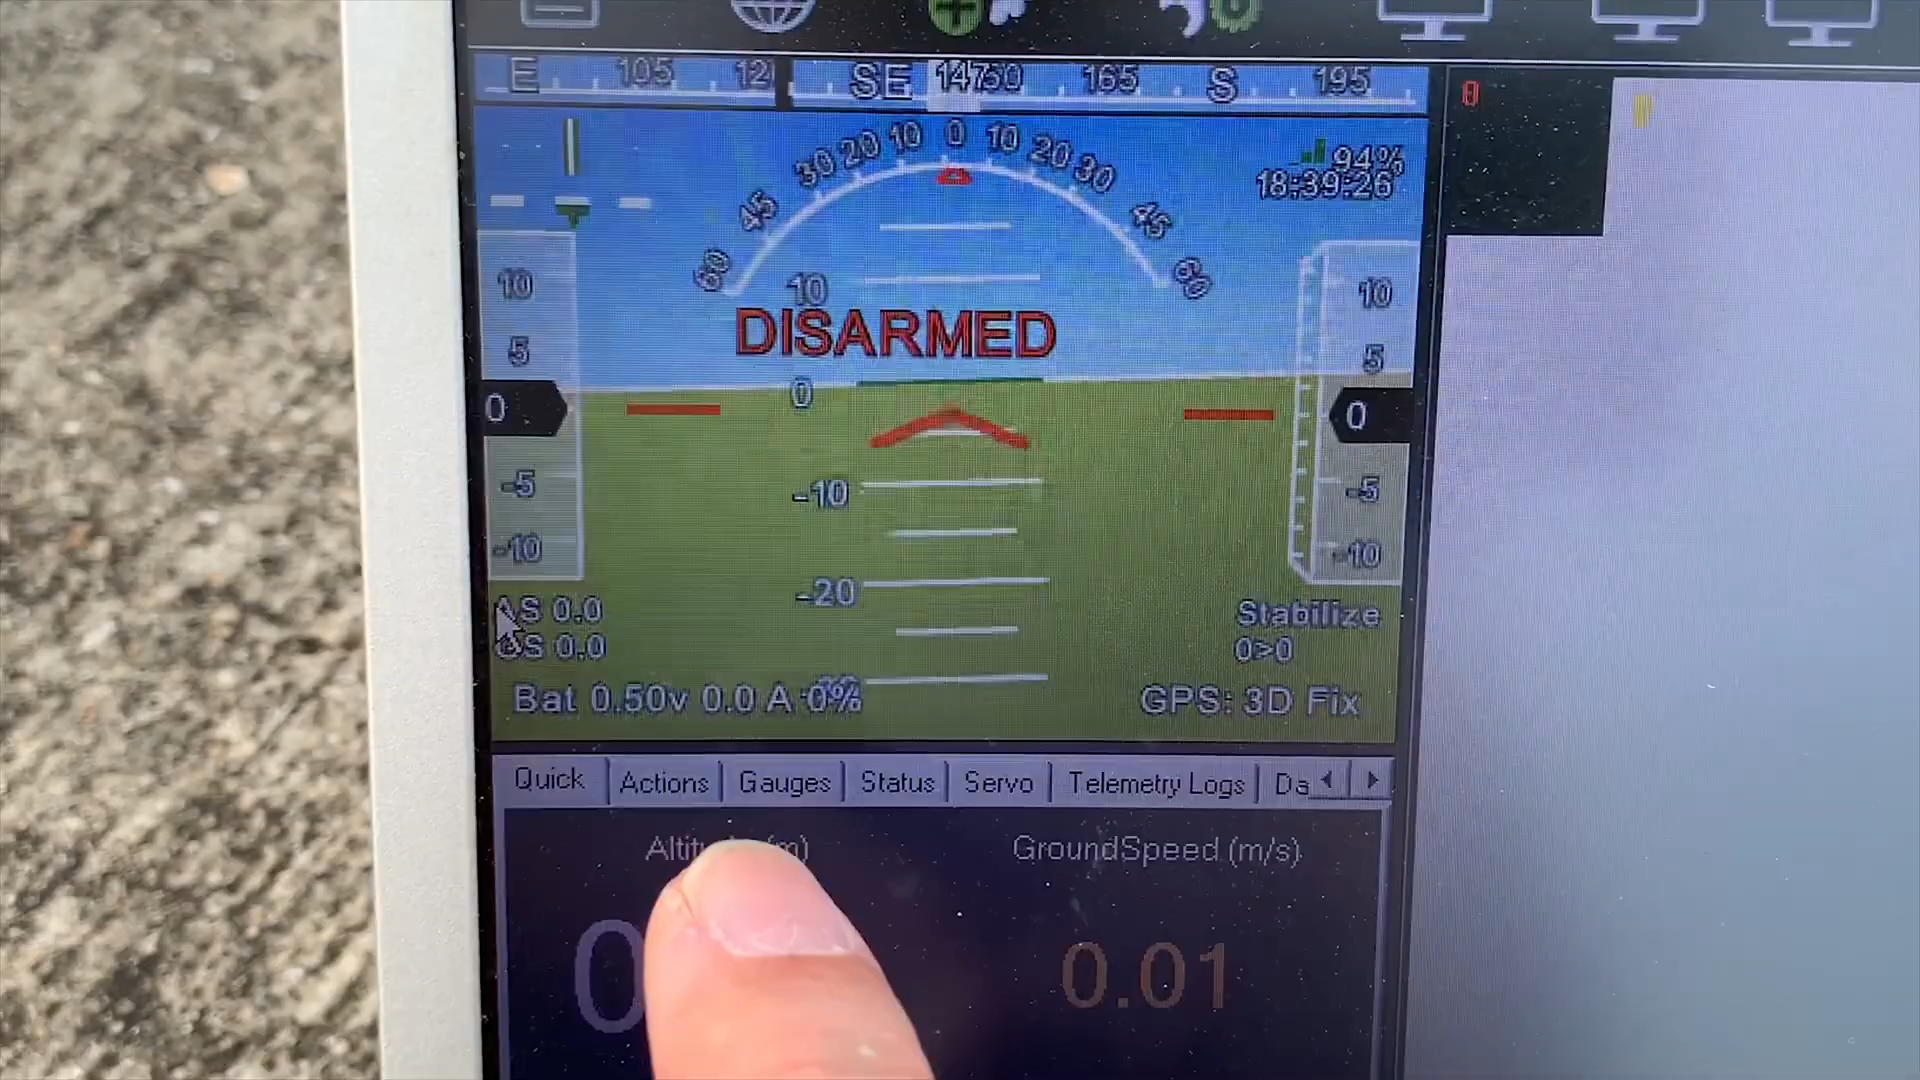 E 105 SE 147 165 S 195
60 45 30 20 10 0 10 20 30 45 60
94%
18:39:26
10 10 10
5 5
DISARMED
0 0 0
-5 -10 -5
-10 -20 -10
AS 0.0 Stabilize
GS 0.0 0>0
Bat 0.50v 0.0 A 0% GPS: 3D Fix
Quick Actions Gauges Status Servo Telemetry Logs Da
(m) GroundSpeed (m/s)
0 0.01